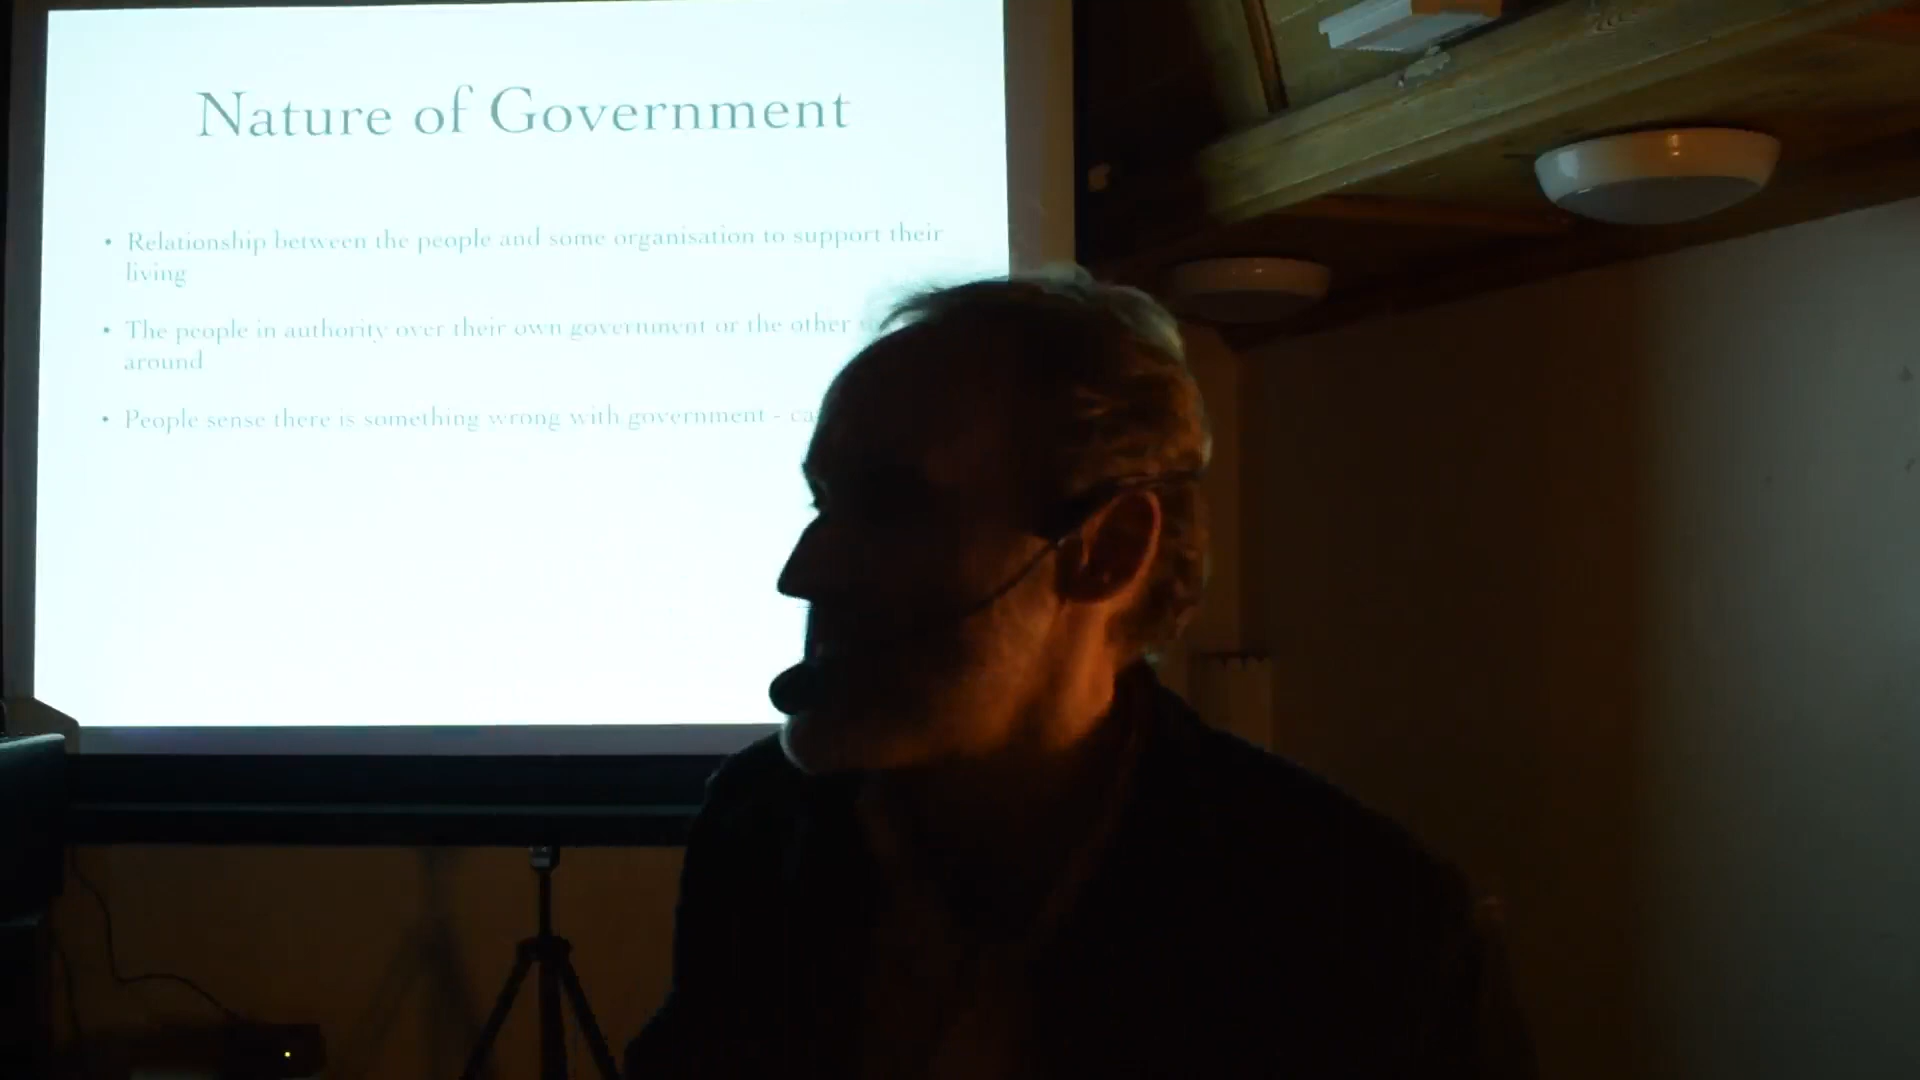 Nature of Government
• Relationship between the people and some organisation to support their
living
• The people in authority over their own government or the other
around
• People sense there is something wrong with government -